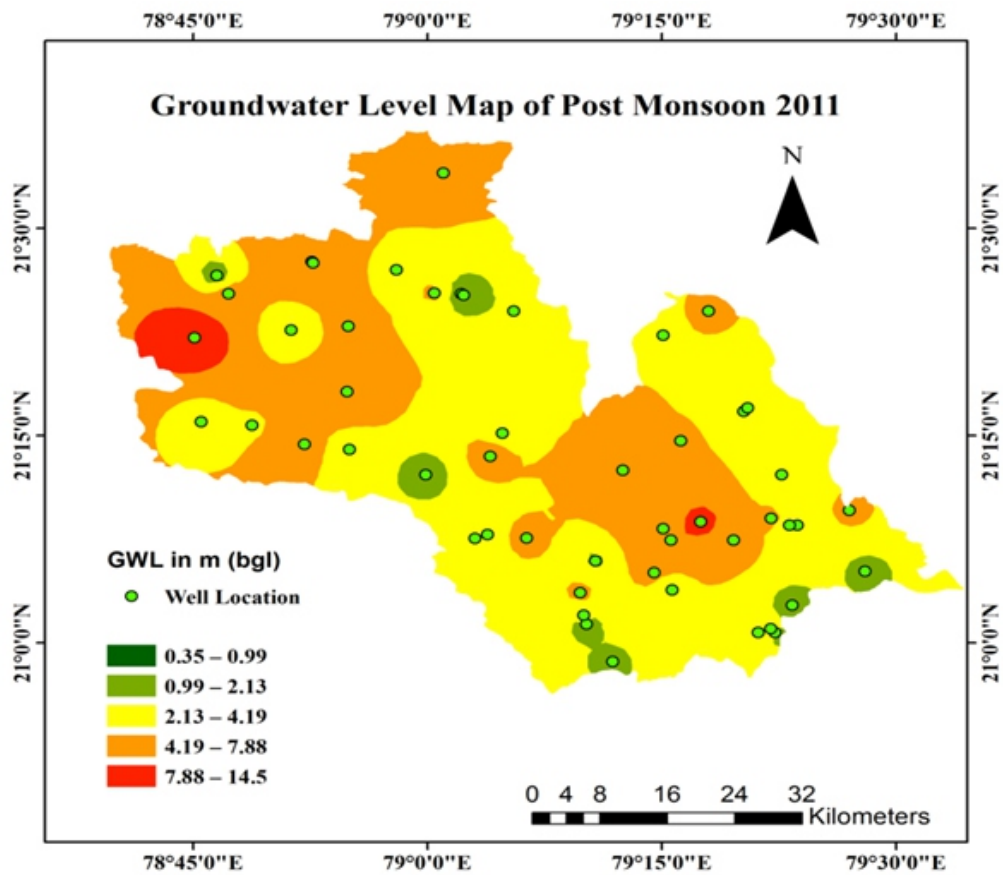 78°45'0"E 79°0'0"E 79°15'0"E 79°30'0"E
Groundwater Level Map of Post Monsoon 2011
N
21°30'0"N 21°30'0"N
21°15'0"N 21°15'0"N
21°0'0"N 21°0'0"N
GWL in m (bgl)
Well Location
0.35 – 0.99
0.99 – 2.13
2.13 – 4.19
4.19 – 7.88
7.88 – 14.5
0 4 8 16 24 32
Kilometers
78°45'0"E 79°0'0"E 79°15'0"E 79°30'0"E